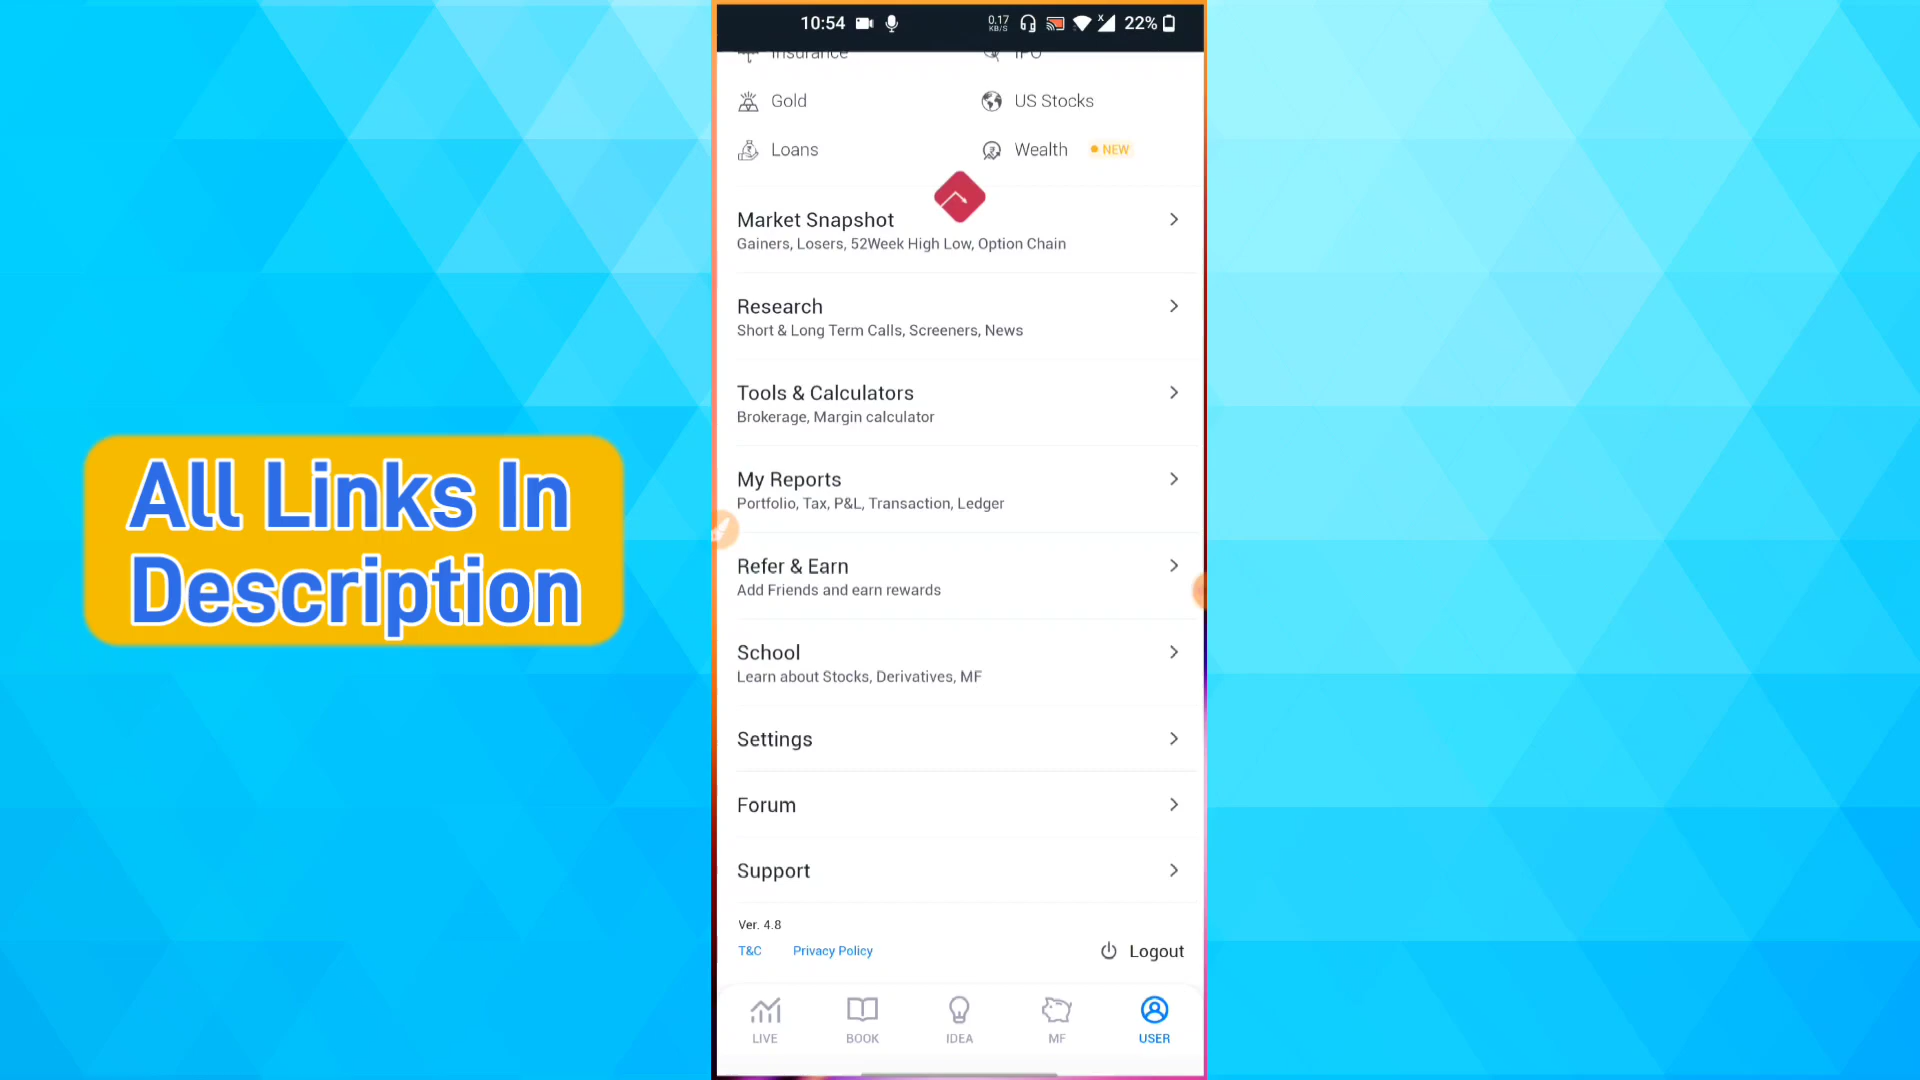 10:54
0.17
KB/S
X
22%
Insurance
IPO
Gold
US Stocks
Loans
Wealth
NEW
Market Snapshot
Gainers, Losers, 52Week High Low, Option Chain
Research
Short & Long Term Calls, Screeners, News
Tools & Calculators
Brokerage, Margin calculator
My Reports
Portfolio, Tax, P&L, Transaction, Ledger
Refer & Earn
Add Friends and earn rewards
School
Learn about Stocks, Derivatives, MF
Settings
Forum
Support
Ver. 4.8
T&C
Privacy Policy
Logout
LIVE
BOOK
IDEA
MF
USER
All Links In
Description